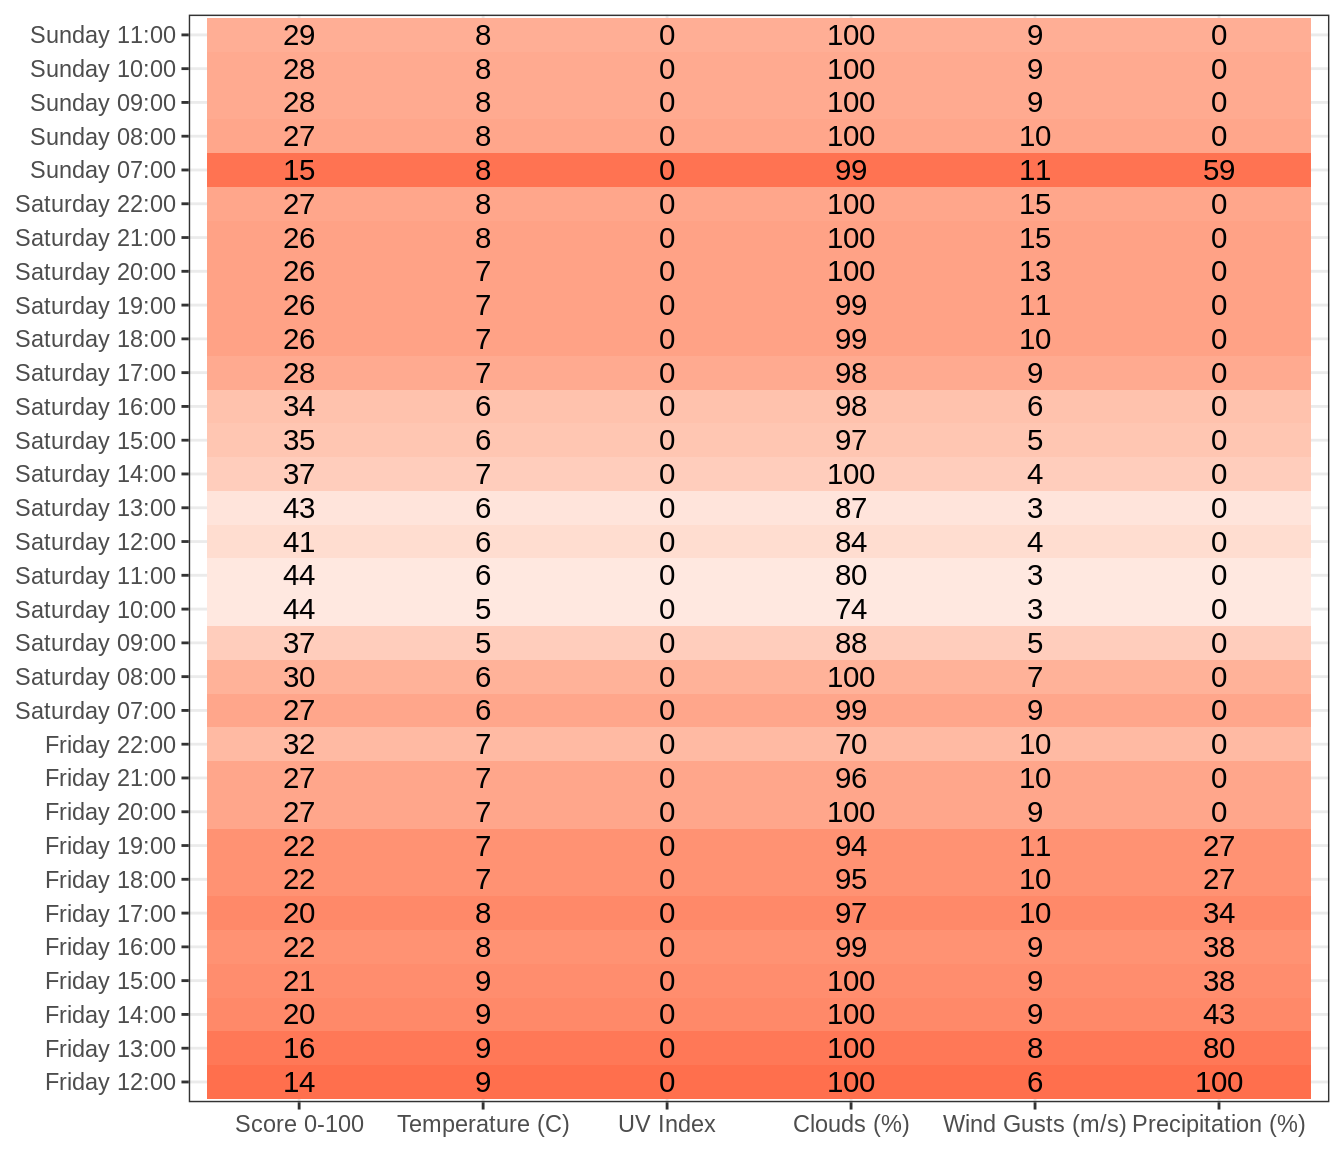 Sunday 11:00 29 8 0 100 9 0
Sunday 10:00 28 8 0 100 9 0
Sunday 09:00 28 8 0 100 9 0
Sunday 08:00 27 8 0 100 10 0
Sunday 07:00 15 8 0 99 11 59
Saturday 22:00 27 8 0 100 15 0
Saturday 21:00 26 8 0 100 15 0
Saturday 20:00 26 7 0 100 13 0
Saturday 19:00 26 7 0 99 11 0
Saturday 18:00 26 7 0 99 10 0
Saturday 17:00 28 7 0 98 9 0
Saturday 16:00 34 6 0 98 6 0
Saturday 15:00 35 6 0 97 5 0
Saturday 14:00 37 7 0 100 4 0
Saturday 13:00 43 6 0 87 3 0
Saturday 12:00 41 6 0 84 4 0
Saturday 11:00 44 6 0 80 3 0
Saturday 10:00 44 5 0 74 3 0
Saturday 09:00 37 5 0 88 5 0
Saturday 08:00 30 6 0 100 7 0
Saturday 07:00 27 6 0 99 9 0
Friday 22:00 32 7 0 70 10 0
Friday 21:00 27 7 0 96 10 0
Friday 20:00 27 7 0 100 9 0
Friday 19:00 22 7 0 94 11 27
Friday 18:00 22 7 0 95 10 27
Friday 17:00 20 8 0 97 10 34
Friday 16:00 22 8 0 99 9 38
Friday 15:00 21 9 0 100 9 38
Friday 14:00 20 9 0 100 9 43
Friday 13:00 16 9 0 100 8 80
Friday 12:00 14 9 0 100 6 100
Score 0-100 Temperature (C) UV Index Clouds (%) Wind Gusts (m/s) Precipitation (%)